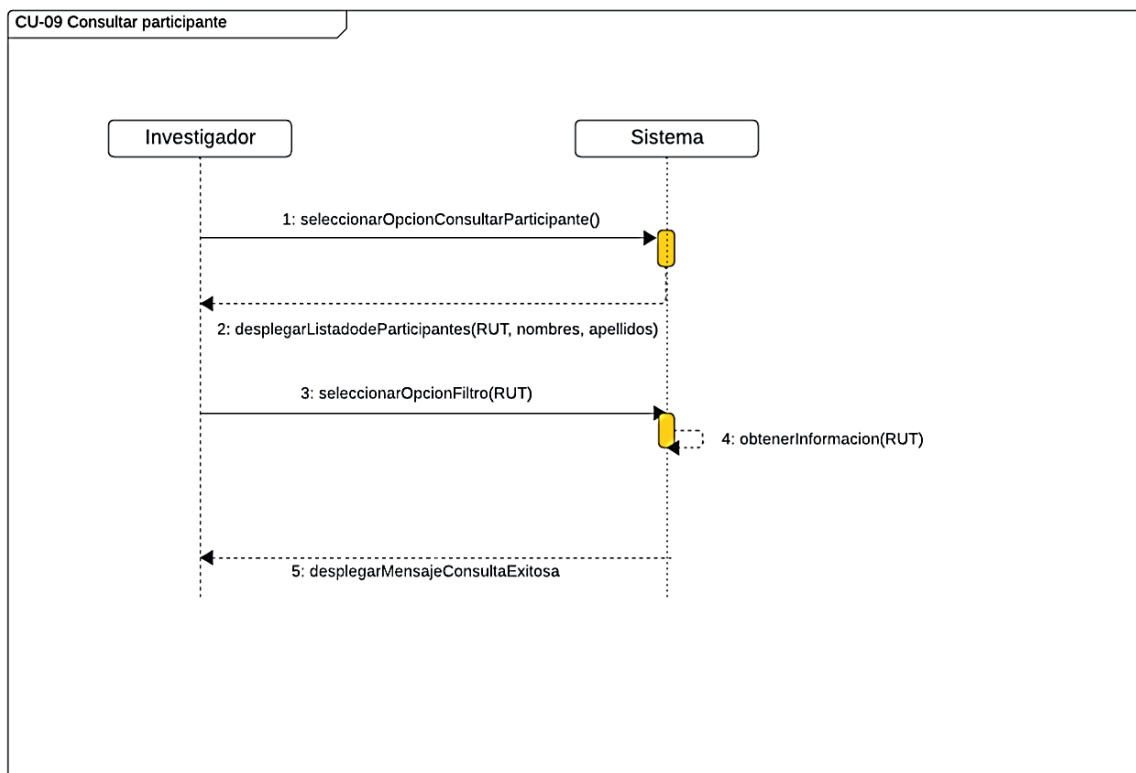 CU-09 Consultar participante
Investigador
Sistema
1: seleccionarOpcionConsultarParticipante()
2: desplegarListadodeParticipantes(RUT, nombres, apellidos)
3: seleccionarOpcionFiltro(RUT)
4: obtenerInformacion(RUT)
5: desplegarMensajeConsultaExitosa